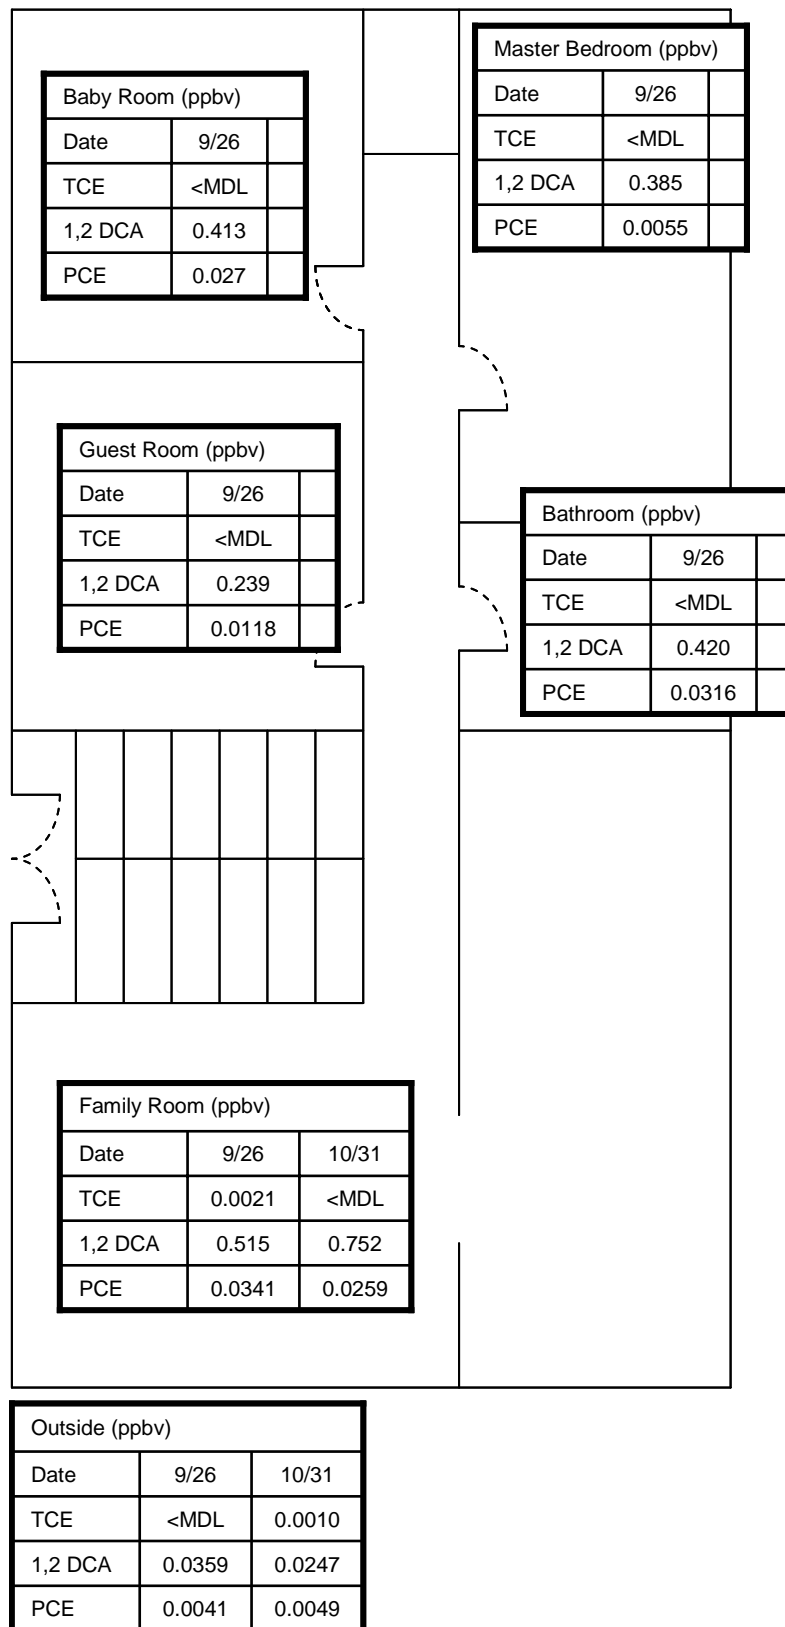 Master Bedroom (ppbv)
Date 9/26
TCE <MDL
1,2 DCA 0.385
PCE 0.0055
Baby Room (ppbv)
Date 9/26
TCE <MDL
1,2 DCA 0.413
PCE 0.027
Guest Room (ppbv)
Date 9/26
TCE <MDL
1,2 DCA 0.239
PCE 0.0118
Bathroom (ppbv)
Date 9/26
TCE <MDL
1,2 DCA 0.420
PCE 0.0316
Family Room (ppbv)
Date 9/26 10/31
TCE 0.0021 <MDL
1,2 DCA 0.515 0.752
PCE 0.0341 0.0259
Outside (ppbv)
Date 9/26 10/31
TCE <MDL 0.0010
1,2 DCA 0.0359 0.0247
PCE 0.0041 0.0049